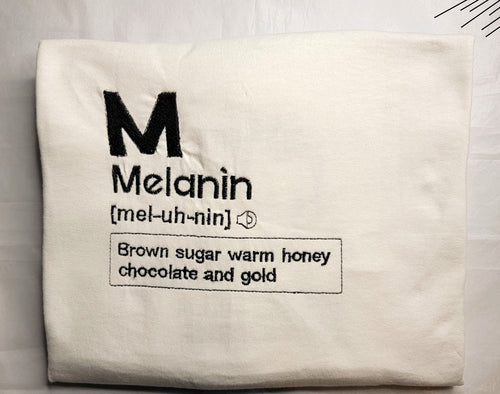 M
Melanin
[mel-uh-nin]
Brown sugar warm honey
chocolate and gold